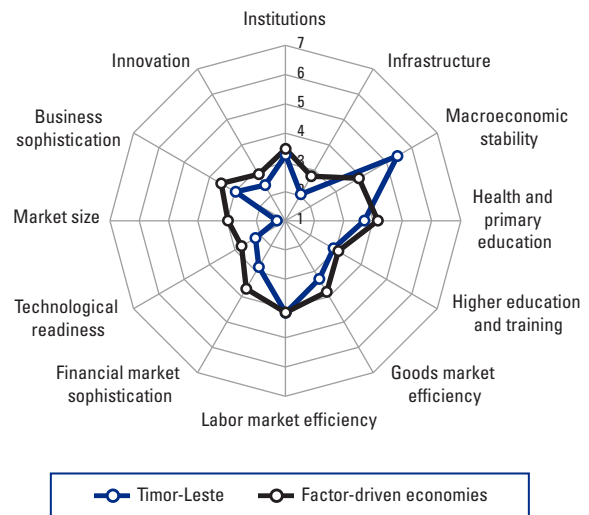 Institutions
7
6
5
4
3
2
1
Infrastructure
Macroeconomic
stability
Health and
primary
education
Higher education
and training
Goods market
efficiency
Labor market efficiency
Financial market
sophistication
Technological
readiness
Market size
Business
sophistication
Innovation
Timor-Leste
Factor-driven economies